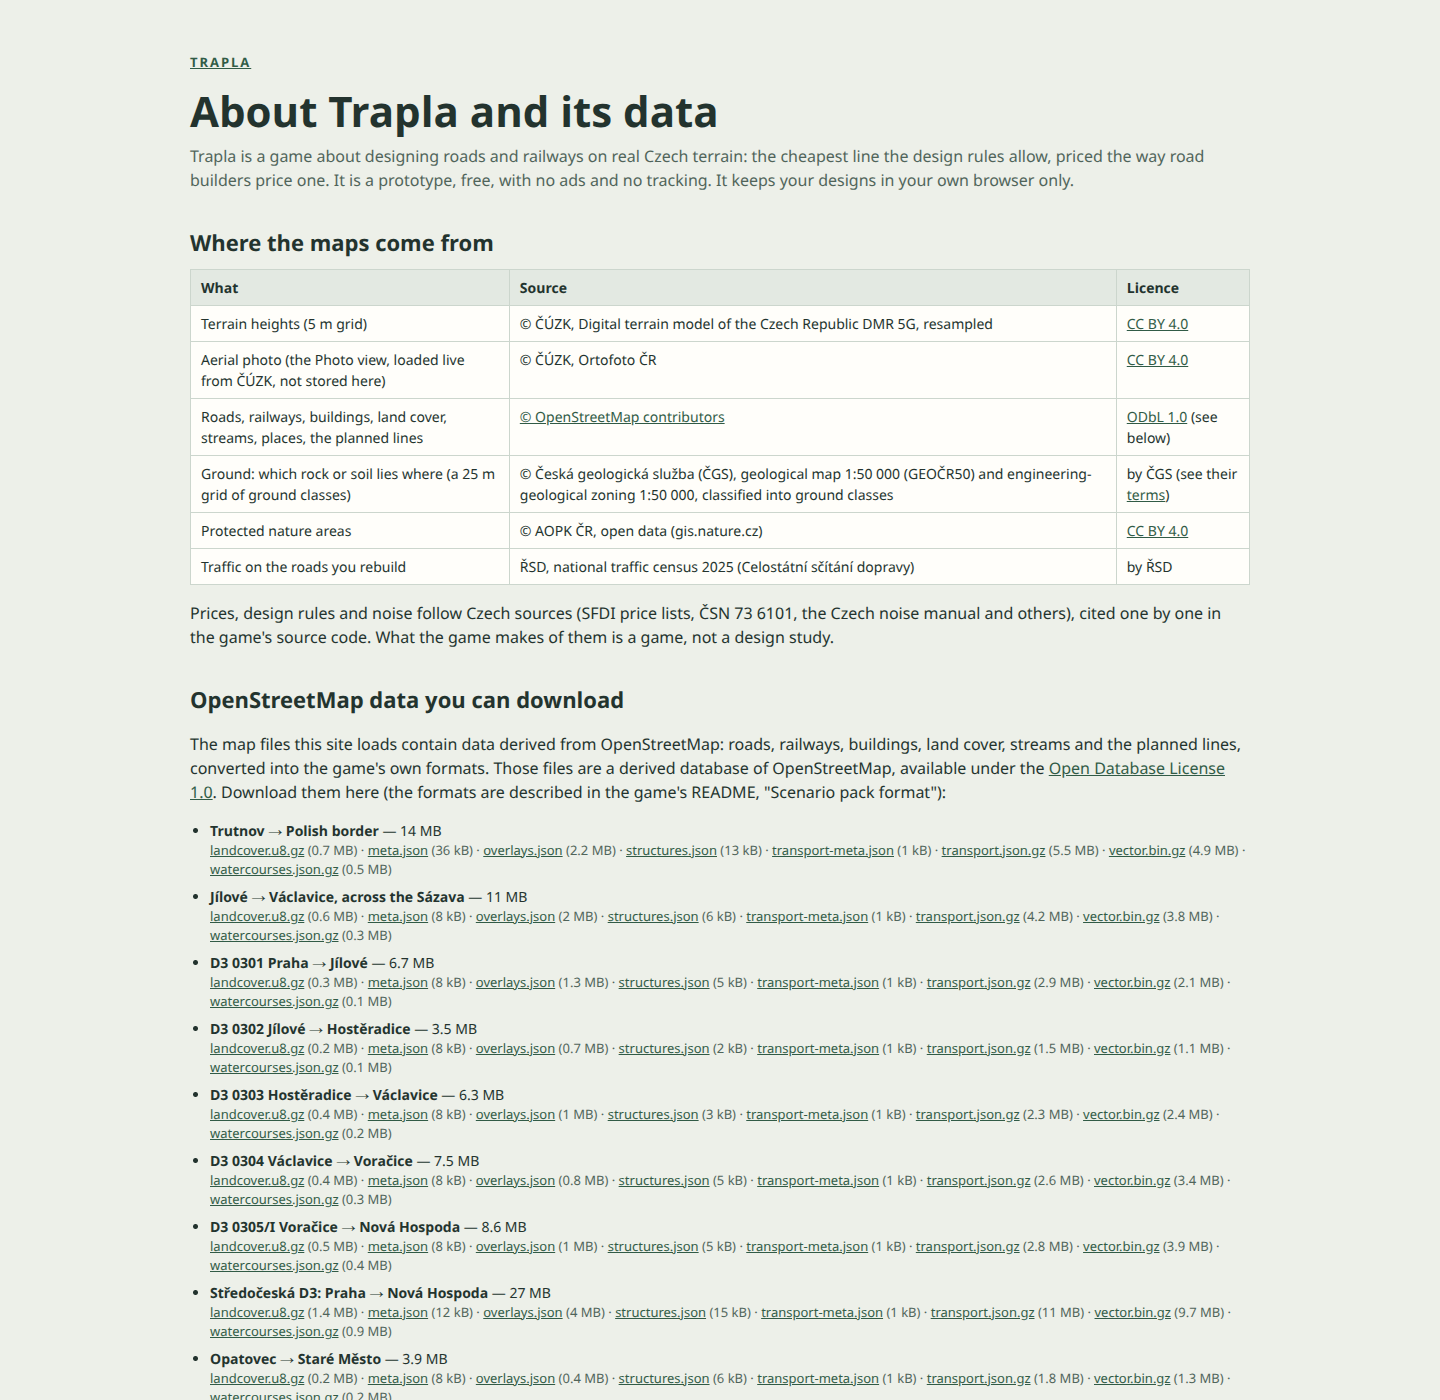 TRAPLA
About Trapla and its data
Trapla is a game about designing roads and railways on real Czech terrain: the cheapest line the design rules allow, priced the way road
builders price one. It is a prototype, free, with no ads and no tracking. It keeps your designs in your own browser only.
Where the maps come from
What Source Licence
Terrain heights (5 m grid) © ČÚZK, Digital terrain model of the Czech Republic DMR 5G, resampled CC BY 4.0
Aerial photo (the Photo view, loaded live © ČÚZK, Ortofoto ČR CC BY 4.0
from ČÚZK, not stored here)
Roads, railways, buildings, land cover, © OpenStreetMap contributors ODbL 1.0 (see
streams, places, the planned lines below)
Ground: which rock or soil lies where (a 25 m © Česká geologická služba (ČGS), geological map 1:50 000 (GEOČR50) and engineering- by ČGS (see their
grid of ground classes) geological zoning 1:50 000, classified into ground classes terms)
Protected nature areas © AOPK ČR, open data (gis.nature.cz) CC BY 4.0
Traffic on the roads you rebuild ŘSD, national traffic census 2025 (Celostátní sčítání dopravy) by ŘSD
Prices, design rules and noise follow Czech sources (SFDI price lists, ČSN 73 6101, the Czech noise manual and others), cited one by one in
the game's source code. What the game makes of them is a game, not a design study.
OpenStreetMap data you can download
The map files this site loads contain data derived from OpenStreetMap: roads, railways, buildings, land cover, streams and the planned lines,
converted into the game's own formats. Those files are a derived database of OpenStreetMap, available under the Open Database License
1.0. Download them here (the formats are described in the game's README, "Scenario pack format"):
• Trutnov → Polish border — 14 MB
landcover.u8.gz (0.7 MB) · meta.json (36 kB) · overlays.json (2.2 MB) · structures.json (13 kB) · transport-meta.json (1 kB) · transport.json.gz (5.5 MB) · vector.bin.gz (4.9 MB) ·
watercourses.json.gz (0.5 MB)
• Jílové → Václavice, across the Sázava — 11 MB
landcover.u8.gz (0.6 MB) · meta.json (8 kB) · overlays.json (2 MB) · structures.json (6 kB) · transport-meta.json (1 kB) · transport.json.gz (4.2 MB) · vector.bin.gz (3.8 MB) ·
watercourses.json.gz (0.3 MB)
• D3 0301 Praha → Jílové — 6.7 MB
landcover.u8.gz (0.3 MB) · meta.json (8 kB) · overlays.json (1.3 MB) · structures.json (5 kB) · transport-meta.json (1 kB) · transport.json.gz (2.9 MB) · vector.bin.gz (2.1 MB) ·
watercourses.json.gz (0.1 MB)
• D3 0302 Jílové → Hostěradice — 3.5 MB
landcover.u8.gz (0.2 MB) · meta.json (8 kB) · overlays.json (0.7 MB) · structures.json (2 kB) · transport-meta.json (1 kB) · transport.json.gz (1.5 MB) · vector.bin.gz (1.1 MB) ·
watercourses.json.gz (0.1 MB)
• D3 0303 Hostěradice → Václavice — 6.3 MB
landcover.u8.gz (0.4 MB) · meta.json (8 kB) · overlays.json (1 MB) · structures.json (3 kB) · transport-meta.json (1 kB) · transport.json.gz (2.3 MB) · vector.bin.gz (2.4 MB) ·
watercourses.json.gz (0.2 MB)
• D3 0304 Václavice → Voračice — 7.5 MB
landcover.u8.gz (0.4 MB) · meta.json (8 kB) · overlays.json (0.8 MB) · structures.json (5 kB) · transport-meta.json (1 kB) · transport.json.gz (2.6 MB) · vector.bin.gz (3.4 MB) ·
watercourses.json.gz (0.3 MB)
• D3 0305/I Voračice → Nová Hospoda — 8.6 MB
landcover.u8.gz (0.5 MB) · meta.json (8 kB) · overlays.json (1 MB) · structures.json (5 kB) · transport-meta.json (1 kB) · transport.json.gz (2.8 MB) · vector.bin.gz (3.9 MB) ·
watercourses.json.gz (0.4 MB)
• Středočeská D3: Praha → Nová Hospoda — 27 MB
landcover.u8.gz (1.4 MB) · meta.json (12 kB) · overlays.json (4 MB) · structures.json (15 kB) · transport-meta.json (1 kB) · transport.json.gz (11 MB) · vector.bin.gz (9.7 MB) ·
watercourses.json.gz (0.9 MB)
• Opatovec → Staré Město — 3.9 MB
landcover.u8.gz (0.2 MB) · meta.json (8 kB) · overlays.json (0.4 MB) · structures.json (6 kB) · transport-meta.json (1 kB) · transport.json.gz (1.8 MB) · vector.bin.gz (1.3 MB) ·
watercourses.json.gz (0.2 MB)